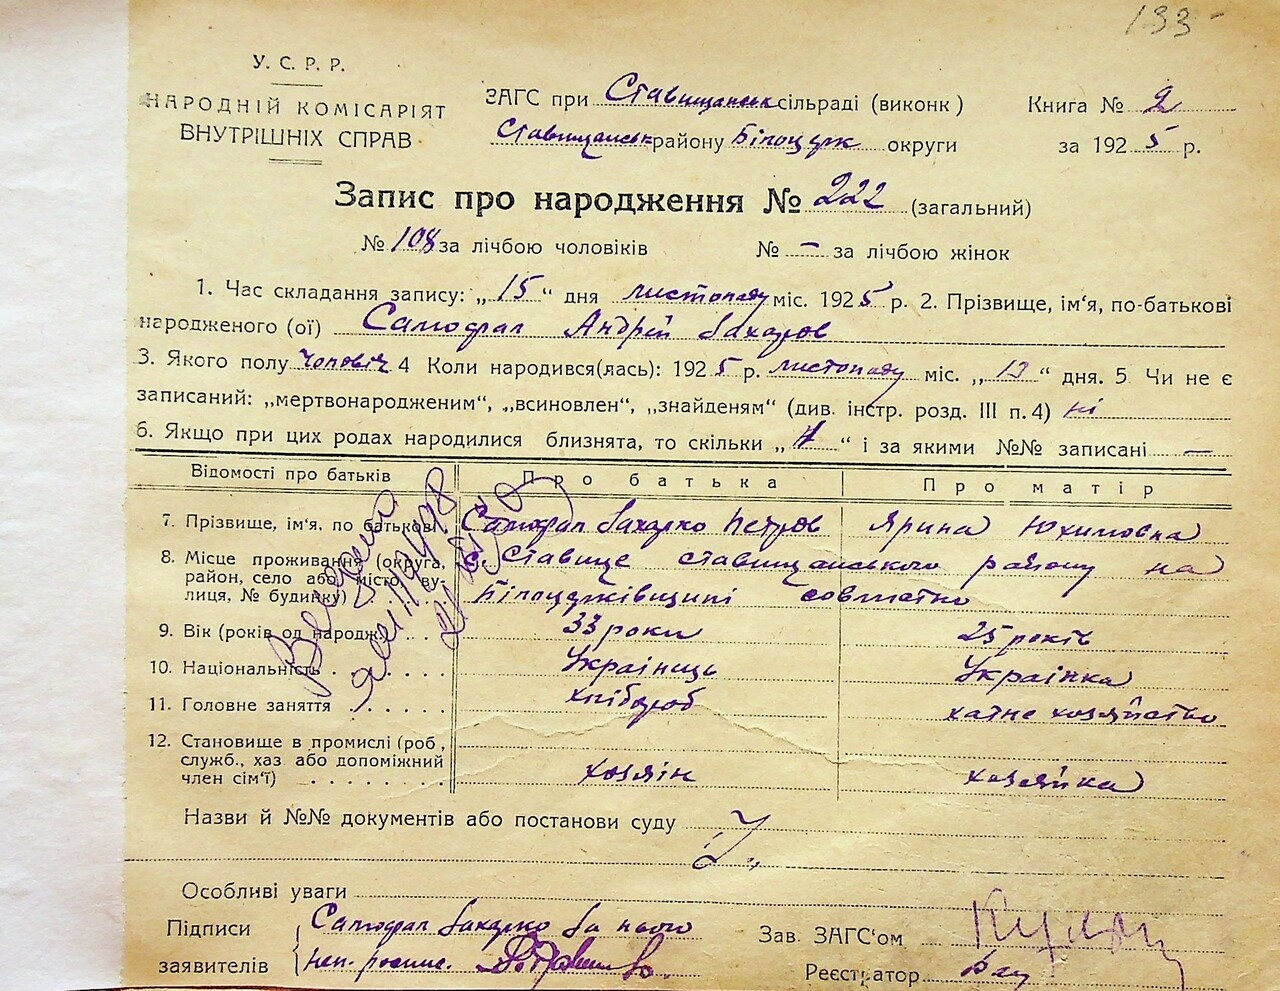 133-
У. С. Р. Р.
НАРОДНІЙ КОМІСАРІЯТ
ВНУТРІШНІХ СПРАВ
ЗАГС при Ставищанськ сільраді (виконк)
Ставищанськ району Білоцерк округи
Книга № 2
за 1925 р.
Запис про народження № 222 (загальний)
№ 108 за лічбою чоловіків № — за лічбою жінок
1. Час складання запису: „15“ дня листопаду міс. 1925 р. 2. Прізвище, ім'я, по-батькові
народженого (ої) Самофал Андрій Захаров
3. Якого полу чоловіч 4 Коли народився(лась): 1925 р. листопаду міс. „13“ дня. 5 Чи не є
записаний: „мертвонародженим“, „всиновлен“, „знайденям“ (див. інстр. розд. III п. 4) ні
6. Якщо при цих родах народилися близнята, то скільки „ “ і за якими №№ записані —
Відомості про батьків Про батька Про матір
7. Прізвище, ім'я, по батькові Самофал Захарко Петров Ярина Юхимовна
8. Місце проживання (округа, район, село або місто, вулиця, № будинку) с. Ставище ставищанського району на
Білоцерківщині совмістно
9. Вік (років од народж.) 33 роки 25 років
10. Національність Українець Українка
11. Головне заняття хлібороб хатне хозяйство
12. Становище в промислі (роб, служб., хаз або допоміжний член сім'ї) хозяїн хозяйка
Назви й №№ документів або постанови суду
Особливі уваги
Підписи заявителів Самофал Захарко За нього
неп. роспис.
Зав. ЗАГС'ом
Реєстратор